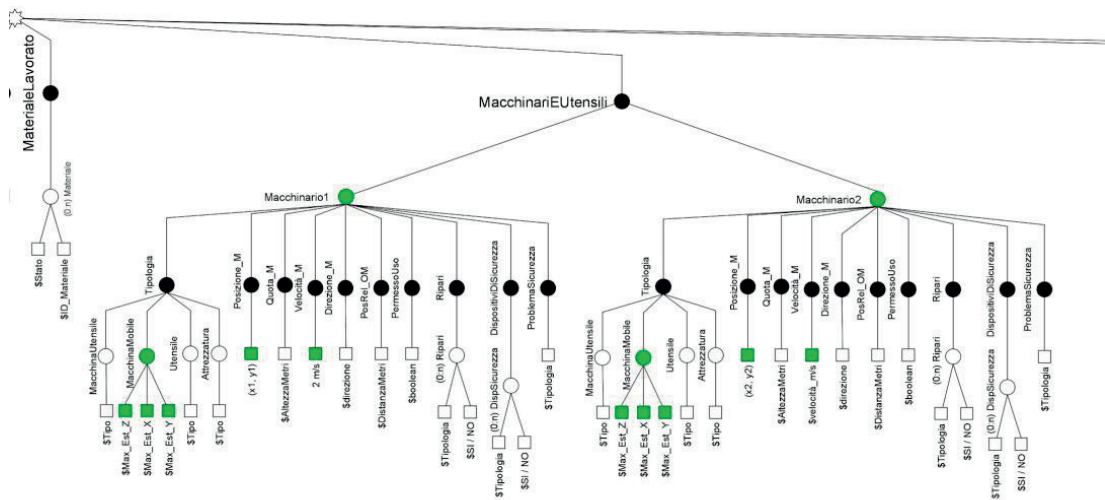 MaterialeLavorato
(0:n) Materiale
$Stato
$ID_Materiale
MacchinariEUtensili
Macchinario1
Tipologia
Posizione_M
Quota_M
Velocità_M
Direzione_M
PosRel_OM
PermessoUso
Ripari
DispositiviDiSicurezza
ProblemaSicurezza
MacchinaUtensile
MacchinaMobile
Utensile
Attrezzatura
(x1, y1)
$AltezzaMetri
2 m/s
$direzione
$DistanzaMetri
$boolean
(0:n) Ripari
(0:n) DispSicurezza
$Tipologia
$Tipo
$Max_Est_Z
$Max_Est_X
$Max_Est_Y
$Tipo
$Tipo
$Tipologia
$SI / NO
$Tipologia
$SI / NO
Macchinario2
Tipologia
Posizione_M
Quota_M
Velocità_M
Direzione_M
PosRel_OM
PermessoUso
Ripari
DispositiviDiSicurezza
ProblemaSicurezza
MacchinaUtensile
MacchinaMobile
Utensile
Attrezzatura
(x2, y2)
$AltezzaMetri
$velocità_m/s
$direzione
$DistanzaMetri
$boolean
(0:n) Ripari
(0:n) DispSicurezza
$Tipologia
$Tipo
$Max_Est_Z
$Max_Est_X
$Max_Est_Y
$Tipo
$Tipo
$Tipologia
$SI / NO
$Tipologia
$SI / NO